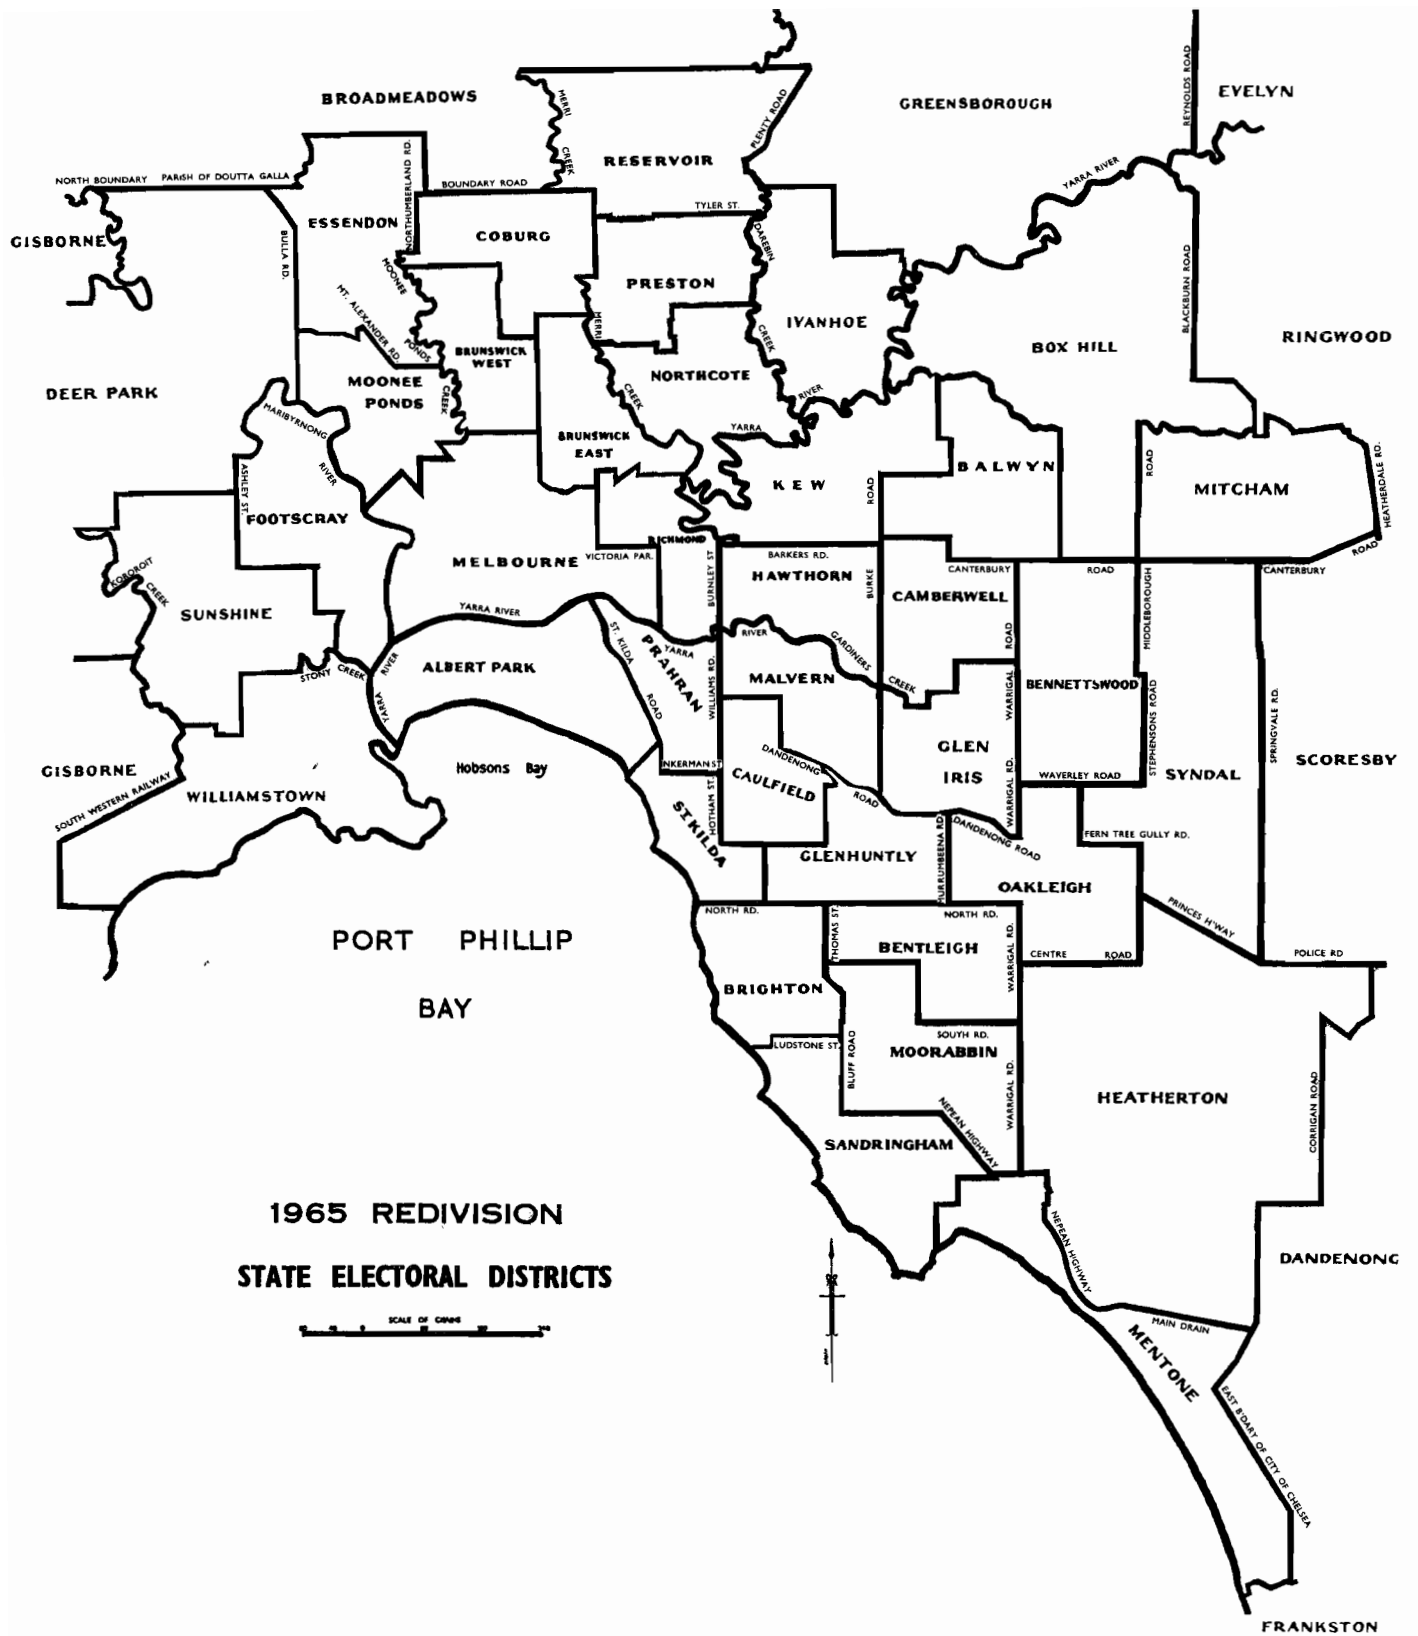 BROADMEADOWS
GREENSBOROUGH
EVELYN
REYNOLDS ROAD
MERRI
CREEK
PLENTY ROAD
RESERVOIR
YARRA RIVER
NORTH BOUNDARY PARISH OF DOUTTA GALLA
NORTHUMBERLAND RD.
BOUNDARY ROAD
TYLER ST.
ESSENDON
COBURG
GISBORNE
BULLA RD.
DAREBIN
CREEK
MOONEE
PONDS
CREEK
PRESTON
MT. ALEXANDER RD.
MERRI
CREEK
IVANHOE
BLACKBURN ROAD
RINGWOOD
BOX HILL
BRUNSWICK
WEST
NORTHCOTE
MOONEE
PONDS
DEER PARK
RIVER
YARRA
MARIBYRNONG
RIVER
BRUNSWICK
EAST
ASHLEY ST.
KEW
ROAD
BALWYN
ROAD
MITCHAM
HEATHERDALE RD.
FOOTSCRAY
RICHMOND
MELBOURNE
VICTORIA PAR.
BURNLEY ST
BARKERS RD.
HAWTHORN
BURKE
CANTERBURY
ROAD
CANTERBURY
ROAD
KOROROIT
CREEK
CAMBERWELL
MIDDLEBOROUGH
SUNSHINE
YARRA RIVER
ST. KILDA
ROAD
PRAHRAN
YARRA
RIVER
GARDINERS
CREEK
ROAD
WARRIGAL
STONY CREEK
RIVER
YARRA
ALBERT PARK
WILLIAMS RD.
MALVERN
BENNETTSWOOD
STEPHENSONS ROAD
SPRINGVALE RD.
GISBORNE
SOUTH WESTERN RAILWAY
WILLIAMSTOWN
Hobsons Bay
INKERMAN ST
HOTHAM ST.
CAULFIELD
DANDENONG
ROAD
GLEN
IRIS
WARRIGAL RD.
WAVERLEY ROAD
SYNDAL
SCORESBY
ST. KILDA
GLENHUNTLY
MURRUMBEENA RD.
DANDENONG ROAD
FERN TREE GULLY RD.
OAKLEIGH
PRINCES H'WAY
NORTH RD.
NORTH RD.
THOMAS ST.
BENTLEIGH
WARRIGAL RD.
CENTRE ROAD
POLICE RD
PORT PHILLIP
BAY
BRIGHTON
LUDSTONE ST.
BLUFF ROAD
SOUTH RD.
MOORABBIN
WARRIGAL RD.
HEATHERTON
CORRIGAN ROAD
NEPEAN HIGHWAY
SANDRINGHAM
1965 REDIVISION
STATE ELECTORAL DISTRICTS
SCALE OF CHAINS
NEPEAN HIGHWAY
DANDENONG
MAIN DRAIN
MENTONE
EAST B'DARY OF CITY OF CHELSEA
FRANKSTON